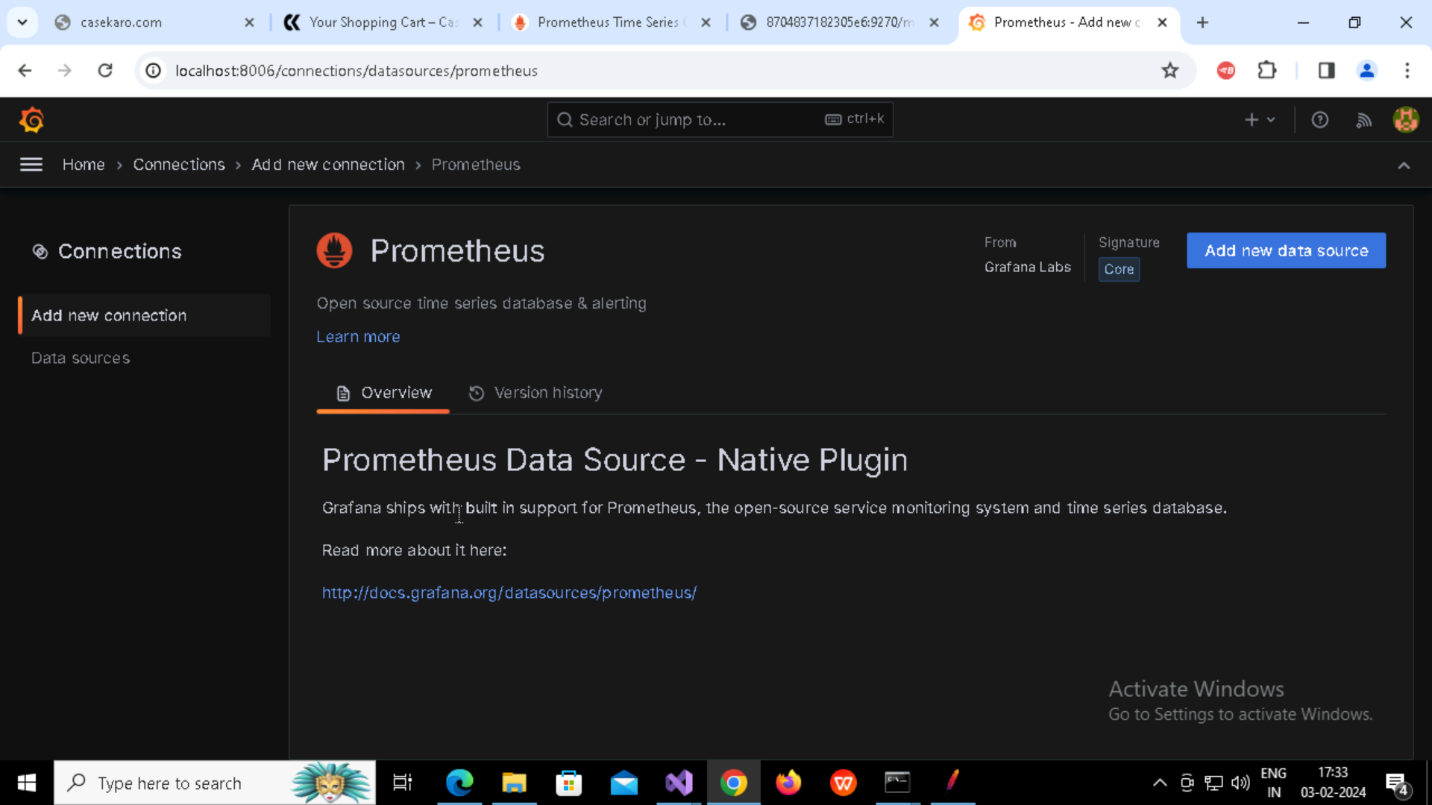 casekaro.com
Your Shopping Cart – Ca
Prometheus Time Series
8704837182305e6:9270/m
Prometheus - Add new c
localhost:8006/connections/datasources/prometheus
Search or jump to...
ctrl+k
Home › Connections › Add new connection › Prometheus
Connections
Add new connection
Data sources
Prometheus
From
Grafana Labs
Signature
Core
Add new data source
Open source time series database & alerting
Learn more
Overview
Version history
Prometheus Data Source - Native Plugin
Grafana ships with built in support for Prometheus, the open-source service monitoring system and time series database.
Read more about it here:
http://docs.grafana.org/datasources/prometheus/
Activate Windows
Go to Settings to activate Windows.
Type here to search
ENG
IN
17:33
03-02-2024
4